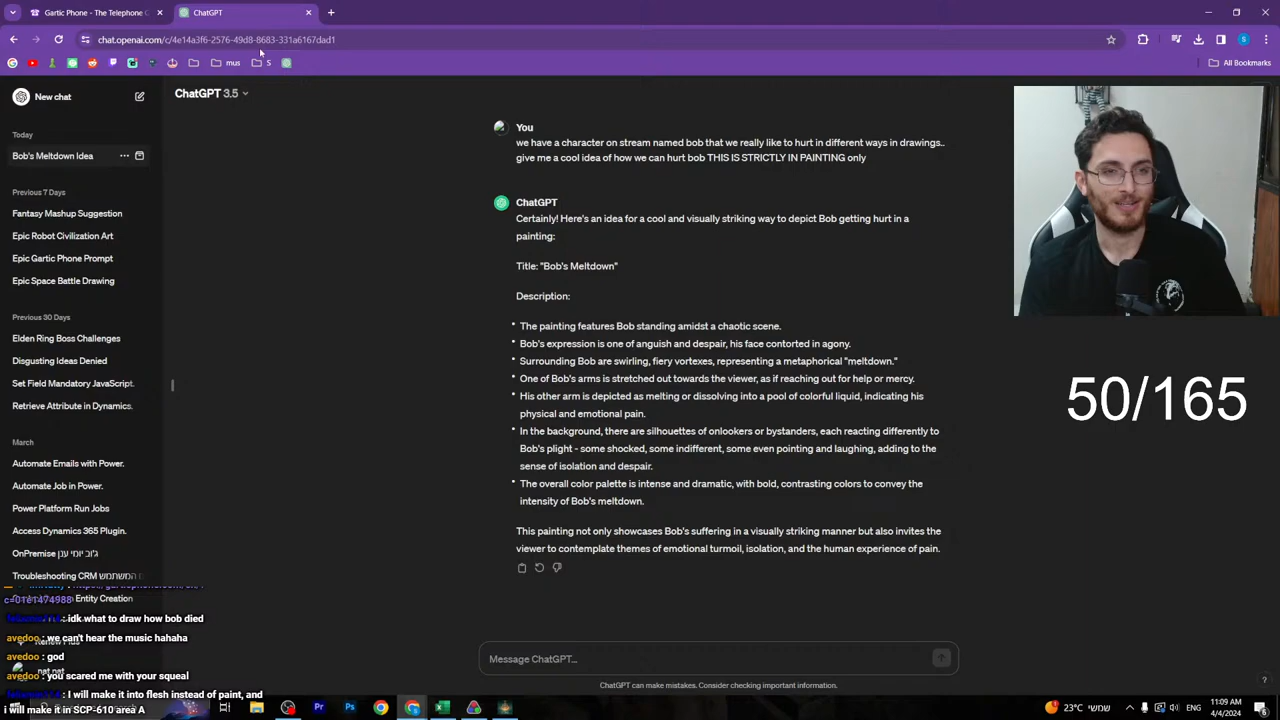 Gartic Phone - The Telephone G
ChatGPT
chat.openai.com/c/4e14a3f6-2576-49d8-8683-331a6167dad1
mus
S
All Bookmarks
New chat
ChatGPT 3.5
Today
Bob's Meltdown Idea
Previous 7 Days
Fantasy Mashup Suggestion
Epic Robot Civilization Art
Epic Gartic Phone Prompt
Epic Space Battle Drawing
Previous 30 Days
Elden Ring Boss Challenges
Disgusting Ideas Denied
Set Field Mandatory JavaScript.
Retrieve Attribute in Dynamics.
March
Automate Emails with Power.
Automate Job in Power.
Power Platform Run Jobs
Access Dynamics 365 Plugin.
OnPremise ג'וב יומי ענן
Troubleshooting CRM המשתמש
Entity Creation
c=01e1474988
: idk what to draw how bob died
avedoo : we can't hear the music hahaha
avedoo : god
avedoo : you scared me with your squeal
: I will make it into flesh instead of paint, and
i will make it in SCP-610 area A
You
we have a character on stream named bob that we really like to hurt in different ways in drawings..
give me a cool idea of how we can hurt bob THIS IS STRICTLY IN PAINTING only
ChatGPT
Certainly! Here's an idea for a cool and visually striking way to depict Bob getting hurt in a
painting:
Title: "Bob's Meltdown"
Description:
• The painting features Bob standing amidst a chaotic scene.
• Bob's expression is one of anguish and despair, his face contorted in agony.
• Surrounding Bob are swirling, fiery vortexes, representing a metaphorical "meltdown."
• One of Bob's arms is stretched out towards the viewer, as if reaching out for help or mercy.
• His other arm is depicted as melting or dissolving into a pool of colorful liquid, indicating his
physical and emotional pain.
• In the background, there are silhouettes of onlookers or bystanders, each reacting differently to
Bob's plight - some shocked, some indifferent, some even pointing and laughing, adding to the
sense of isolation and despair.
• The overall color palette is intense and dramatic, with bold, contrasting colors to convey the
intensity of Bob's meltdown.
This painting not only showcases Bob's suffering in a visually striking manner but also invites the
viewer to contemplate themes of emotional turmoil, isolation, and the human experience of pain.
Message ChatGPT...
ChatGPT can make mistakes. Consider checking important information.
50/165
23°C
ENG
11:09 AM
4/4/2024